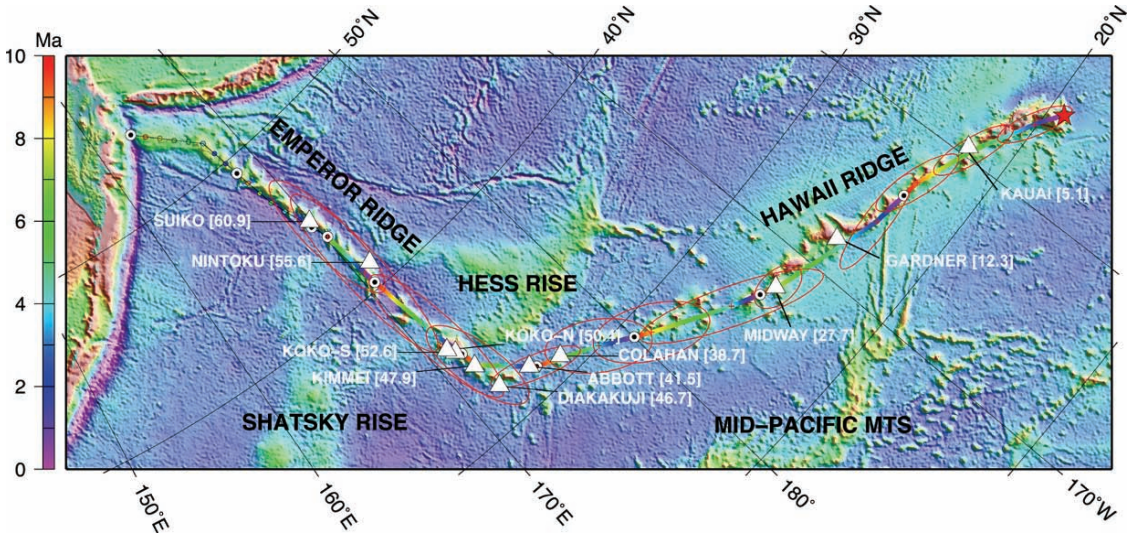 Ma
10
8
6
4
2
0
50°N
40°N
30°N
20°N
EMPEROR RIDGE
HAWAII RIDGE
SUIKO [60.9]
NINTOKU [55.6]
HESS RISE
KAUAI [5.1]
GARDNER [12.3]
MIDWAY [27.7]
KOKO-N [50.4]
KOKO-S [52.6]
COLAHAN [38.7]
KIMMEI [47.9]
ABBOTT [41.5]
DIAKAKUJI [46.7]
SHATSKY RISE
MID-PACIFIC MTS.
150°E
160°E
170°E
180°
170°W